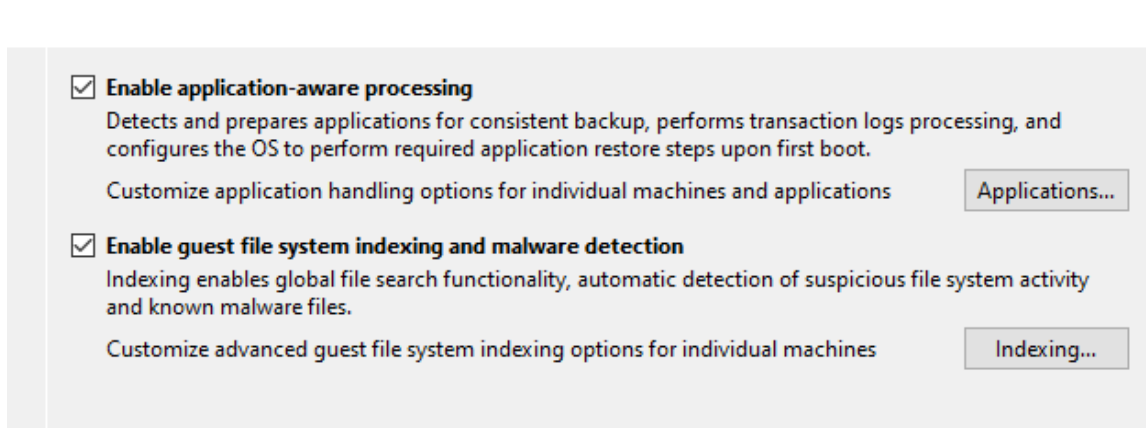 Enable application-aware processing
Detects and prepares applications for consistent backup, performs transaction logs processing, and
configures the OS to perform required application restore steps upon first boot.
Customize application handling options for individual machines and applications
Applications...
Enable guest file system indexing and malware detection
Indexing enables global file search functionality, automatic detection of suspicious file system activity
and known malware files.
Customize advanced guest file system indexing options for individual machines
Indexing...